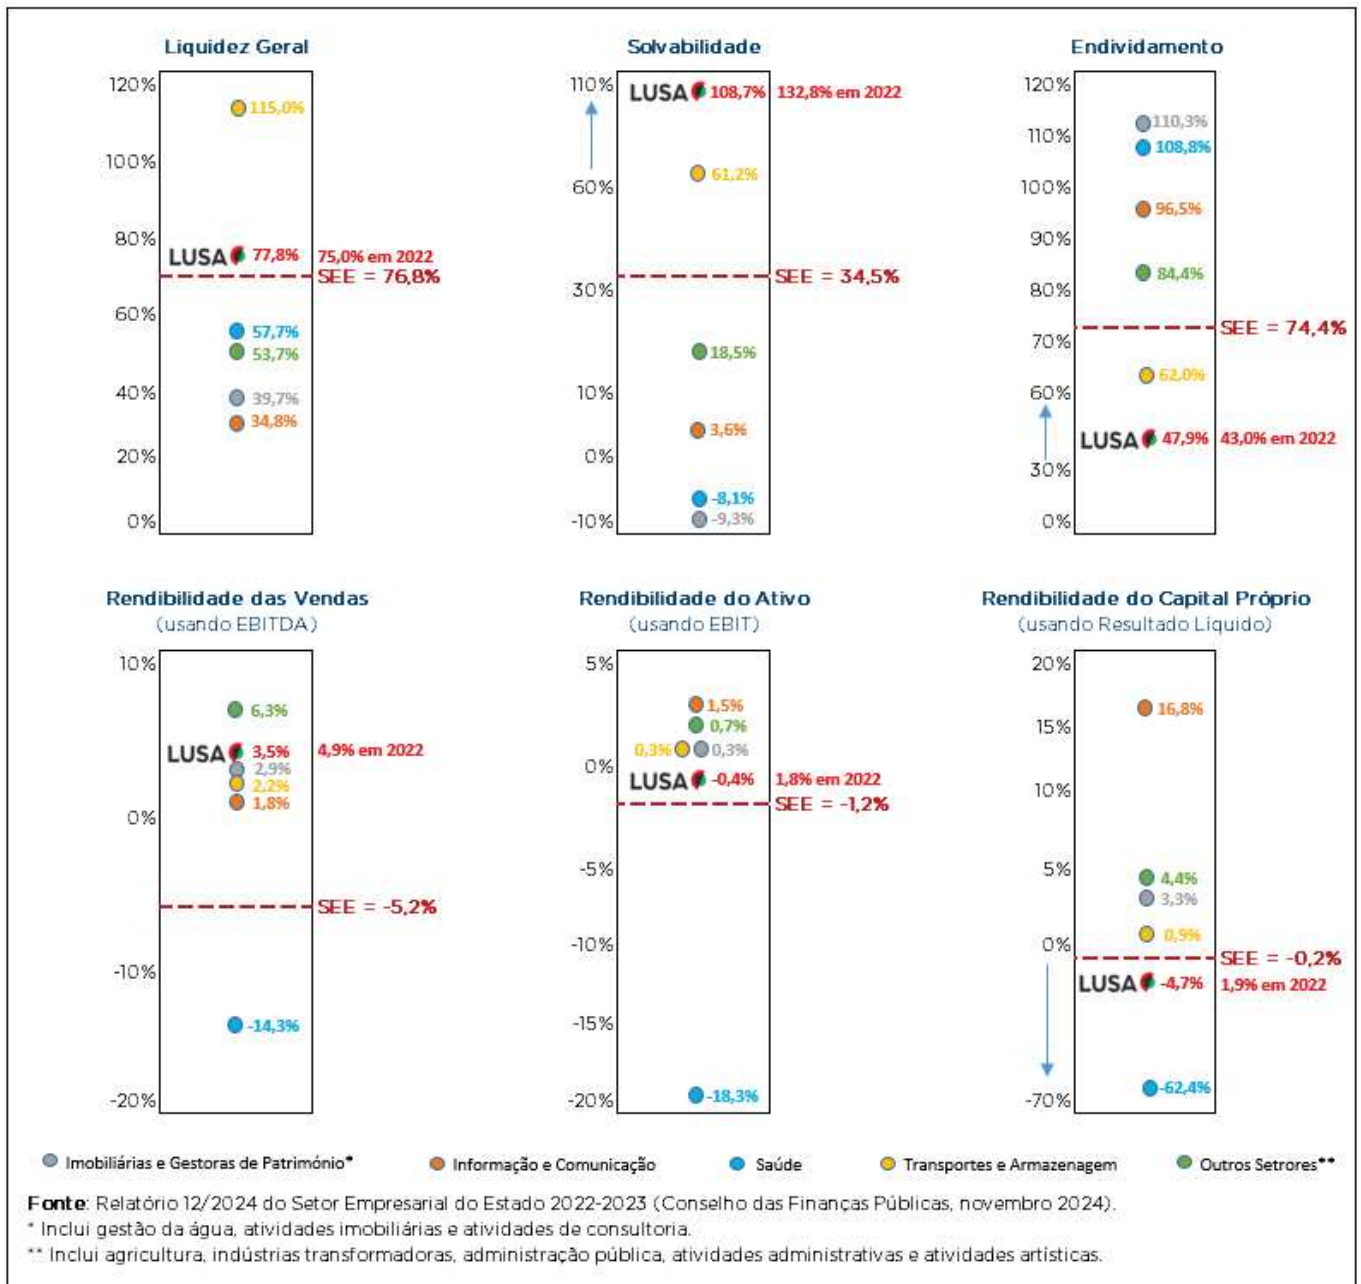 Liquidez Geral
120%
115,0%
100%
80%
LUSA 77,8% 75,0% em 2022
SEE = 76,8%
60%
57,7%
53,7%
40%
39,7%
34,8%
20%
0%
Solvabilidade
110%
LUSA 108,7% 132,8% em 2022
61,2%
60%
SEE = 34,5%
30%
18,5%
10%
3,6%
0%
-8,1%
-10%
-9,3%
Endividamento
120%
110,3%
110%
108,8%
100%
96,5%
90%
84,4%
80%
SEE = 74,4%
70%
62,0%
60%
LUSA 47,9% 43,0% em 2022
30%
0%
Rendibilidade das Vendas
(usando EBITDA)
10%
6,3%
LUSA 3,5% 4,9% em 2022
2,9%
2,2%
1,8%
0%
SEE = -5,2%
-10%
-14,3%
-20%
Rendibilidade do Ativo
(usando EBIT)
5%
1,5%
0,7%
0,3% 0,3%
0%
LUSA -0,4% 1,8% em 2022
SEE = -1,2%
-5%
-10%
-15%
-18,3%
-20%
Rendibilidade do Capital Próprio
(usando Resultado Líquido)
20%
16,8%
15%
10%
5%
4,4%
3,3%
0,9%
0%
SEE = -0,2%
LUSA -4,7% 1,9% em 2022
-62,4%
-70%
Imobiliárias e Gestoras de Património* Informação e Comunicação Saúde Transportes e Armazenagem Outros Setrores**
Fonte: Relatório 12/2024 do Setor Empresarial do Estado 2022-2023 (Conselho das Finanças Públicas, novembro 2024).
* Inclui gestão da água, atividades imobiliárias e atividades de consultoria.
** Inclui agricultura, indústrias transformadoras, administração pública, atividades administrativas e atividades artísticas.